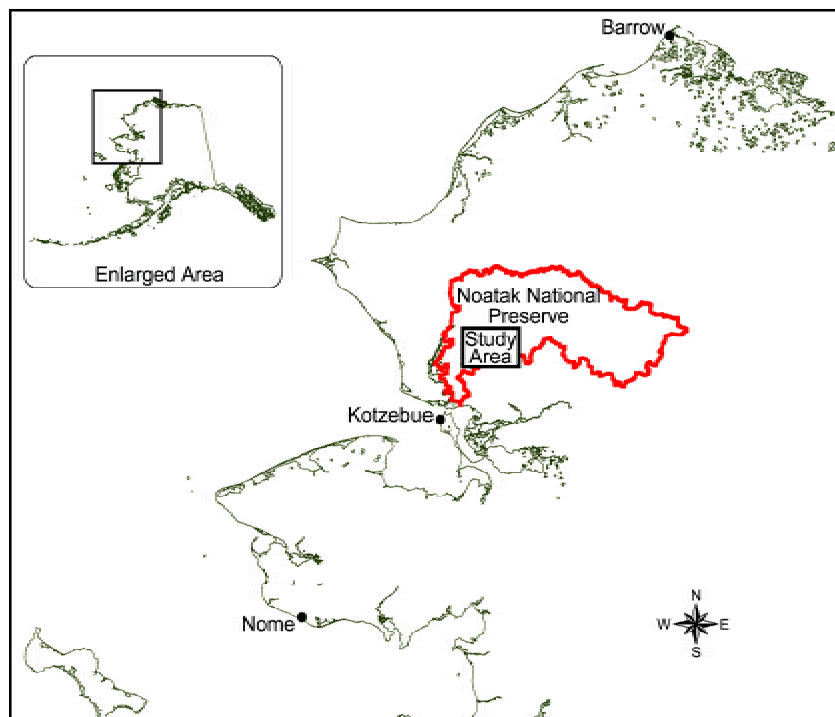 Barrow
Enlarged Area
Noatak National
Preserve
Study
Area
Kotzebue
Nome
N
W
E
S